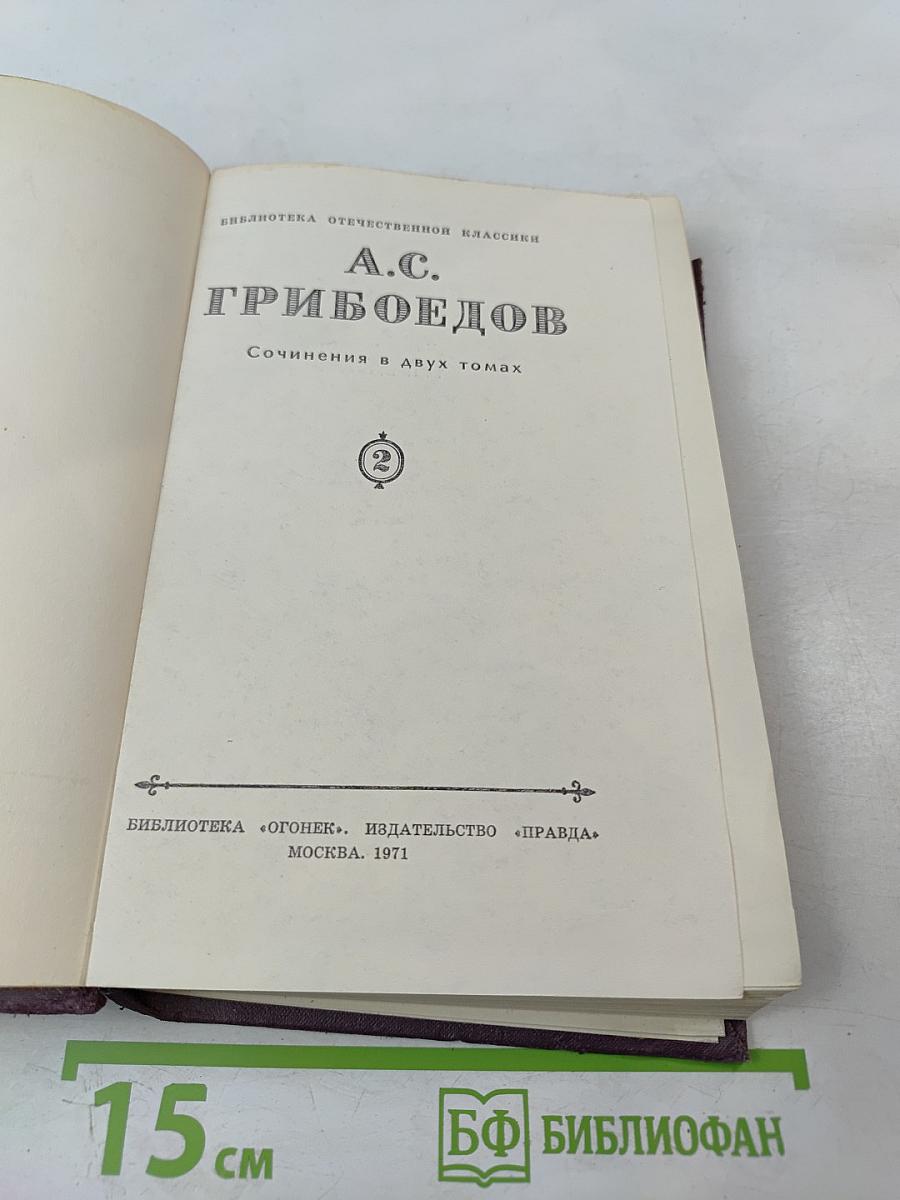 БИБЛИОТЕКА ОТЕЧЕСТВЕННОЙ КЛАССИКИ
А.С.
ГРИБОЕДОВ
Сочинения в двух томах
2
БИБЛИОТЕКА «ОГОНЕК». ИЗДАТЕЛЬСТВО «ПРАВДА»
МОСКВА. 1971
15 см
БФ БИБЛИОФАН